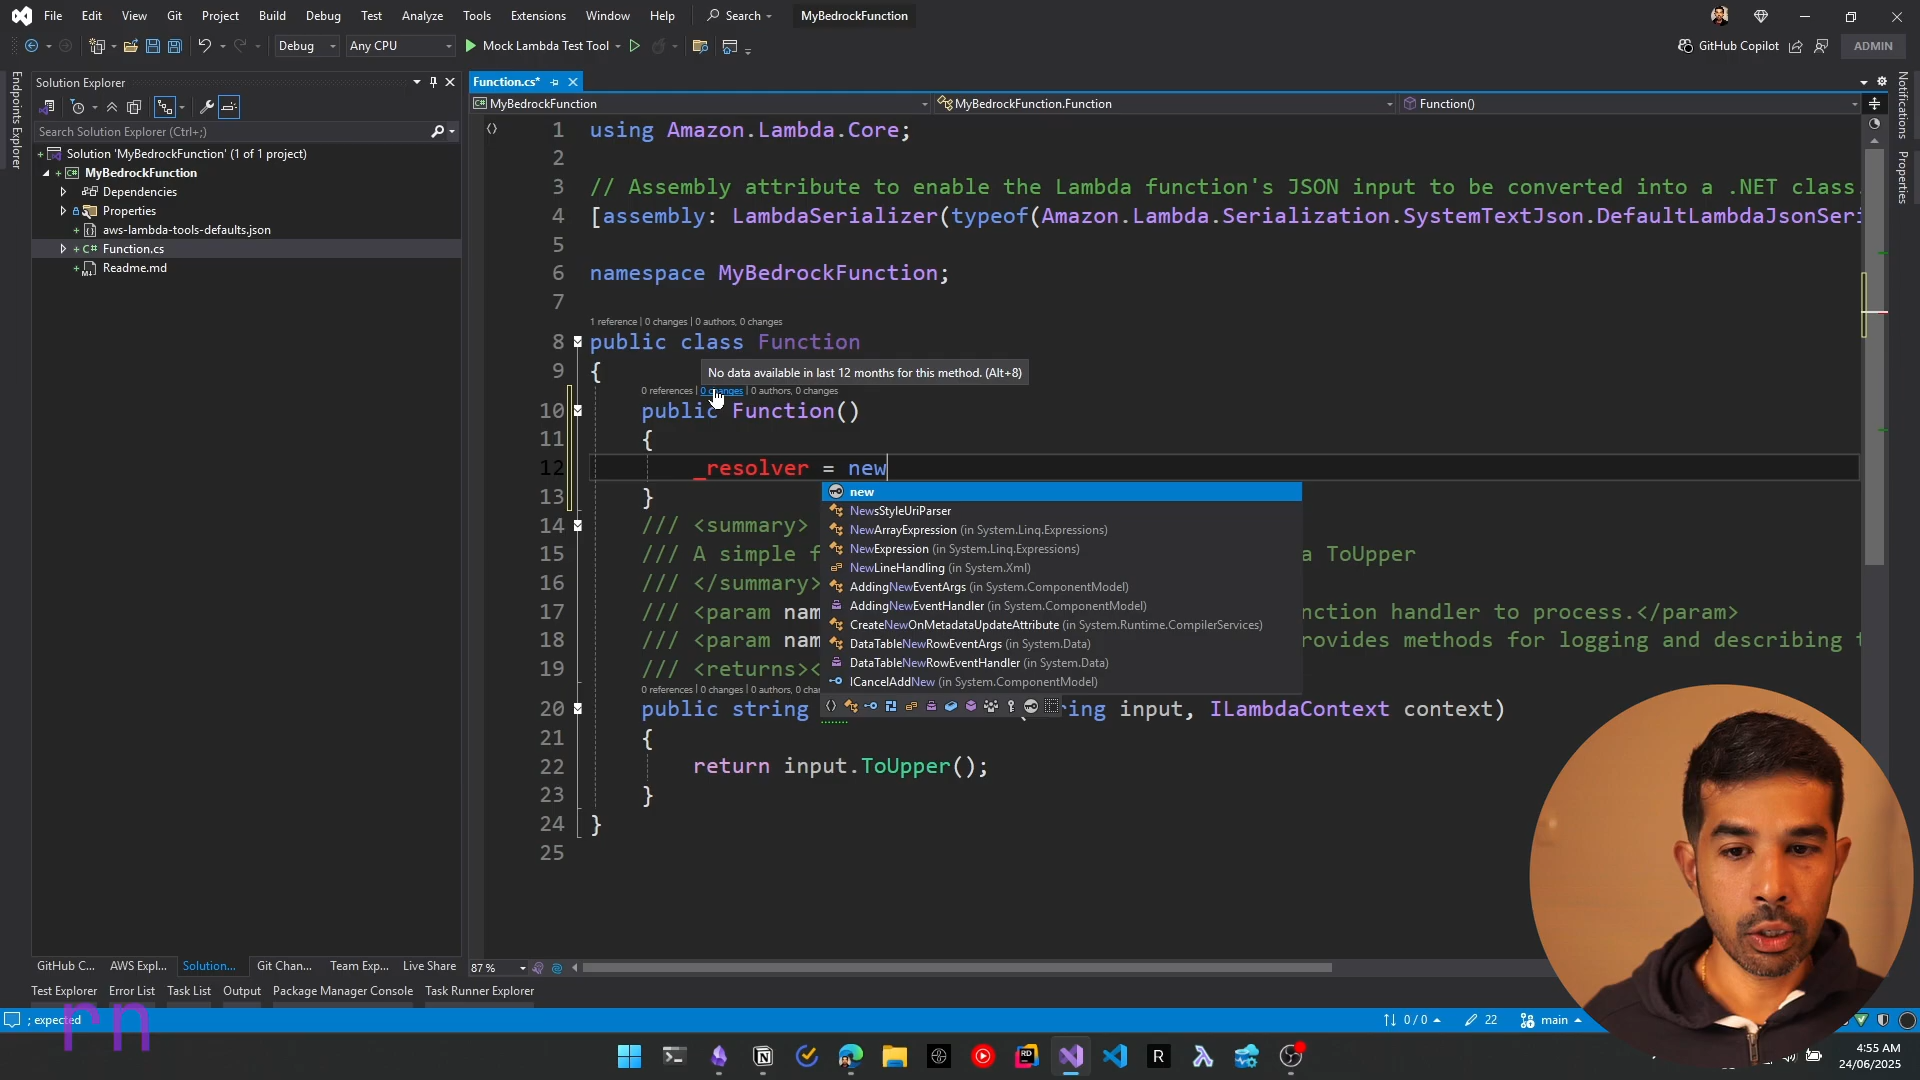 File Edit View Git Project Build Debug Test Analyze Tools Extensions Window Help Search MyBedrockFunction
Debug Any CPU Mock Lambda Test Tool GitHub Copilot ADMIN
Endpoints Explorer
Solution Explorer
Search Solution Explorer (Ctrl+;)
Solution 'MyBedrockFunction' (1 of 1 project)
MyBedrockFunction
Dependencies
Properties
aws-lambda-tools-defaults.json
Function.cs
Readme.md
GitHub C... AWS Expl... Solution... Git Chan... Team Exp... Live Share
Function.cs*
MyBedrockFunction MyBedrockFunction.Function Function()
1 using Amazon.Lambda.Core;
2
3 // Assembly attribute to enable the Lambda function's JSON input to be converted into a .NET class.
4 [assembly: LambdaSerializer(typeof(Amazon.Lambda.Serialization.SystemTextJson.DefaultLambdaJsonSeri
5
6 namespace MyBedrockFunction;
7
1 reference | 0 changes | 0 authors, 0 changes
8 public class Function
9 {
No data available in last 12 months for this method. (Alt+8)
0 references | 0 changes | 0 authors, 0 changes
10 public Function()
11 {
12 _resolver = new
13 }
new
NewsStyleUriParser
NewArrayExpression (in System.Linq.Expressions)
NewExpression (in System.Linq.Expressions)
NewLineHandling (in System.Xml)
AddingNewEventArgs (in System.ComponentModel)
AddingNewEventHandler (in System.ComponentModel)
CreateNewOnMetadataUpdateAttribute (in System.Runtime.CompilerServices)
DataTableNewRowEventArgs (in System.Data)
DataTableNewRowEventHandler (in System.Data)
ICancelAddNew (in System.ComponentModel)
14 /// <summary>
15 /// A simple f a ToUpper
16 /// </summary>
17 /// <param nam nction handler to process.</param>
18 /// <param nam rovides methods for logging and describing t
19 /// <returns><
0 references | 0 changes | 0 authors, 0 char
20 public string ring input, ILambdaContext context)
21 {
22 return input.ToUpper();
23 }
24 }
25
87 %
Notifications
Properties
Test Explorer Error List Task List Output Package Manager Console Task Runner Explorer
; expected 0 / 0 22 main
rn
4:55 AM
24/06/2025